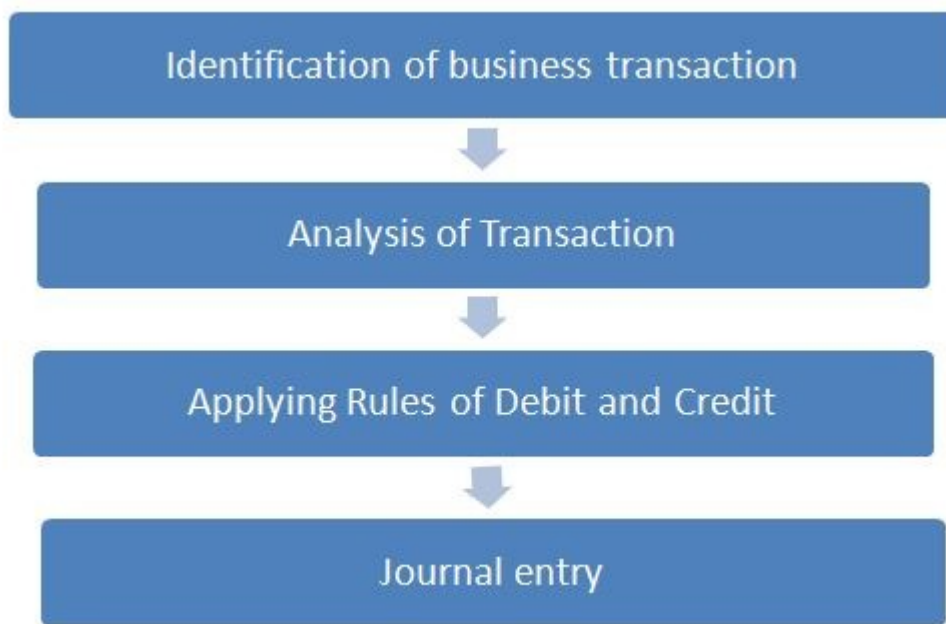 Identification of business transaction
Analysis of Transaction
Applying Rules of Debit and Credit
Journal entry